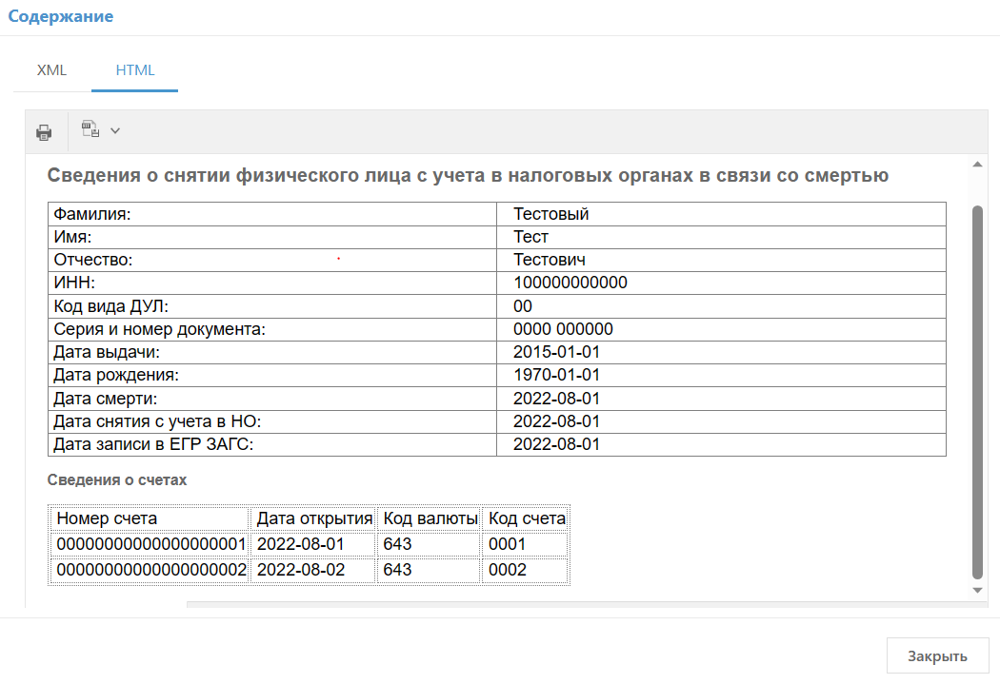 Содержание
XML HTML
Сведения о снятии физического лица с учета в налоговых органах в связи со смертью
Фамилия: Тестовый
Имя: Тест
Отчество: Тестович
ИНН: 100000000000
Код вида ДУЛ: 00
Серия и номер документа: 0000 000000
Дата выдачи: 2015-01-01
Дата рождения: 1970-01-01
Дата смерти: 2022-08-01
Дата снятия с учета в НО: 2022-08-01
Дата записи в ЕГР ЗАГС: 2022-08-01
Сведения о счетах
Номер счета Дата открытия Код валюты Код счета
00000000000000000001 2022-08-01 643 0001
00000000000000000002 2022-08-02 643 0002
Закрыть